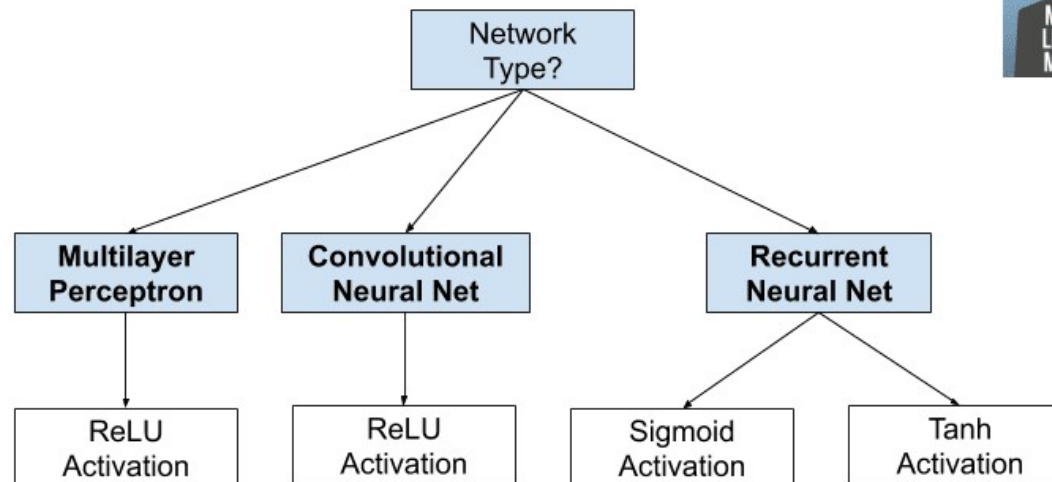 Network
Type?
Multilayer
Perceptron
Convolutional
Neural Net
Recurrent
Neural Net
ReLU
Activation
ReLU
Activation
Sigmoid
Activation
Tanh
Activation